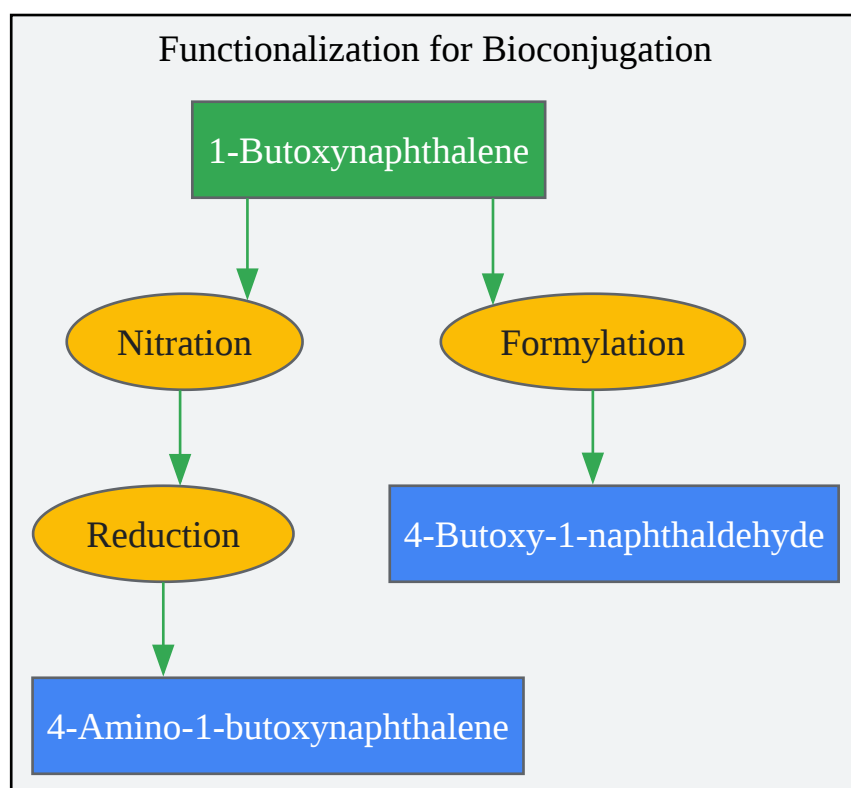 Functionalization for Bioconjugation
1-Butoxynaphthalene
Nitration
Formylation
Reduction
4-Butoxy-1-naphthaldehyde
4-Amino-1-butoxynaphthalene